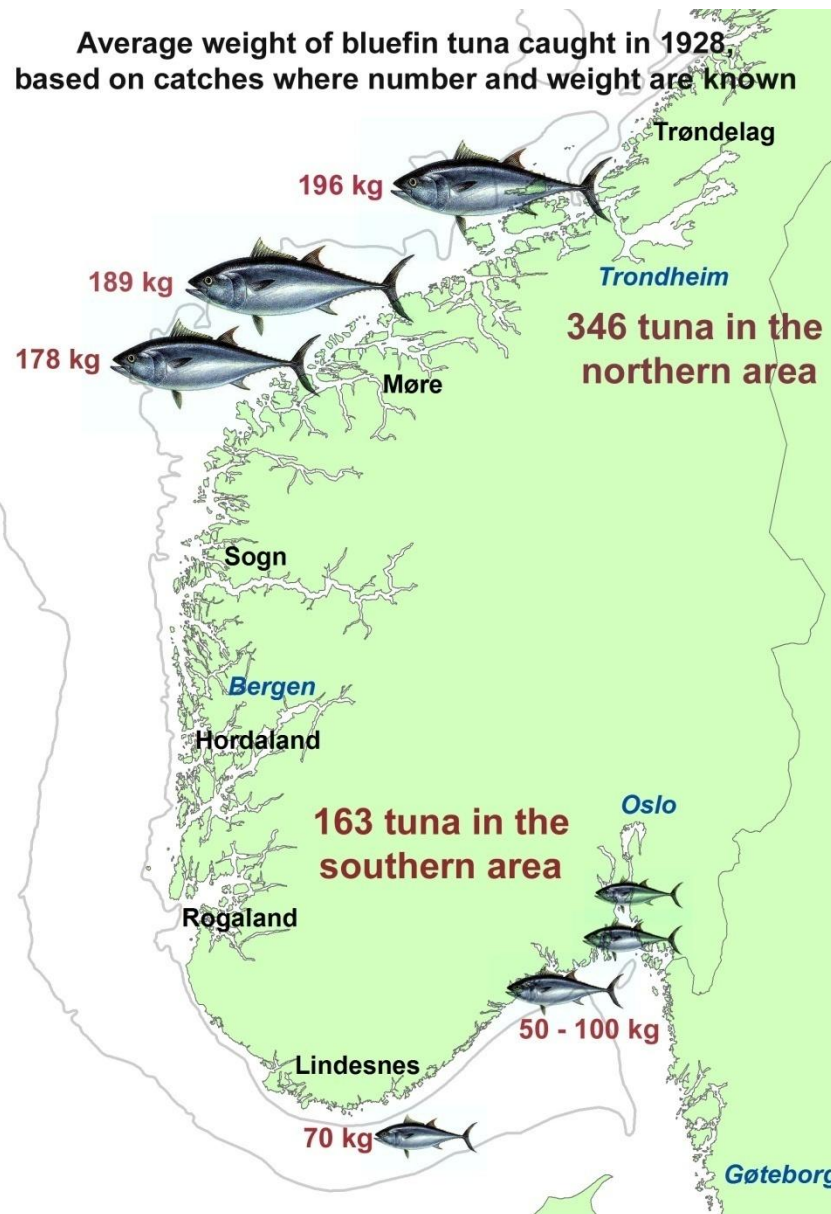 Average weight of bluefin tuna caught in 1928,
based on catches where number and weight are known
Trøndelag
196 kg
Trondheim
189 kg
346 tuna in the
northern area
178 kg
Møre
Sogn
Bergen
Hordaland
Oslo
163 tuna in the
southern area
Rogaland
50 - 100 kg
Lindesnes
70 kg
Gøteborg